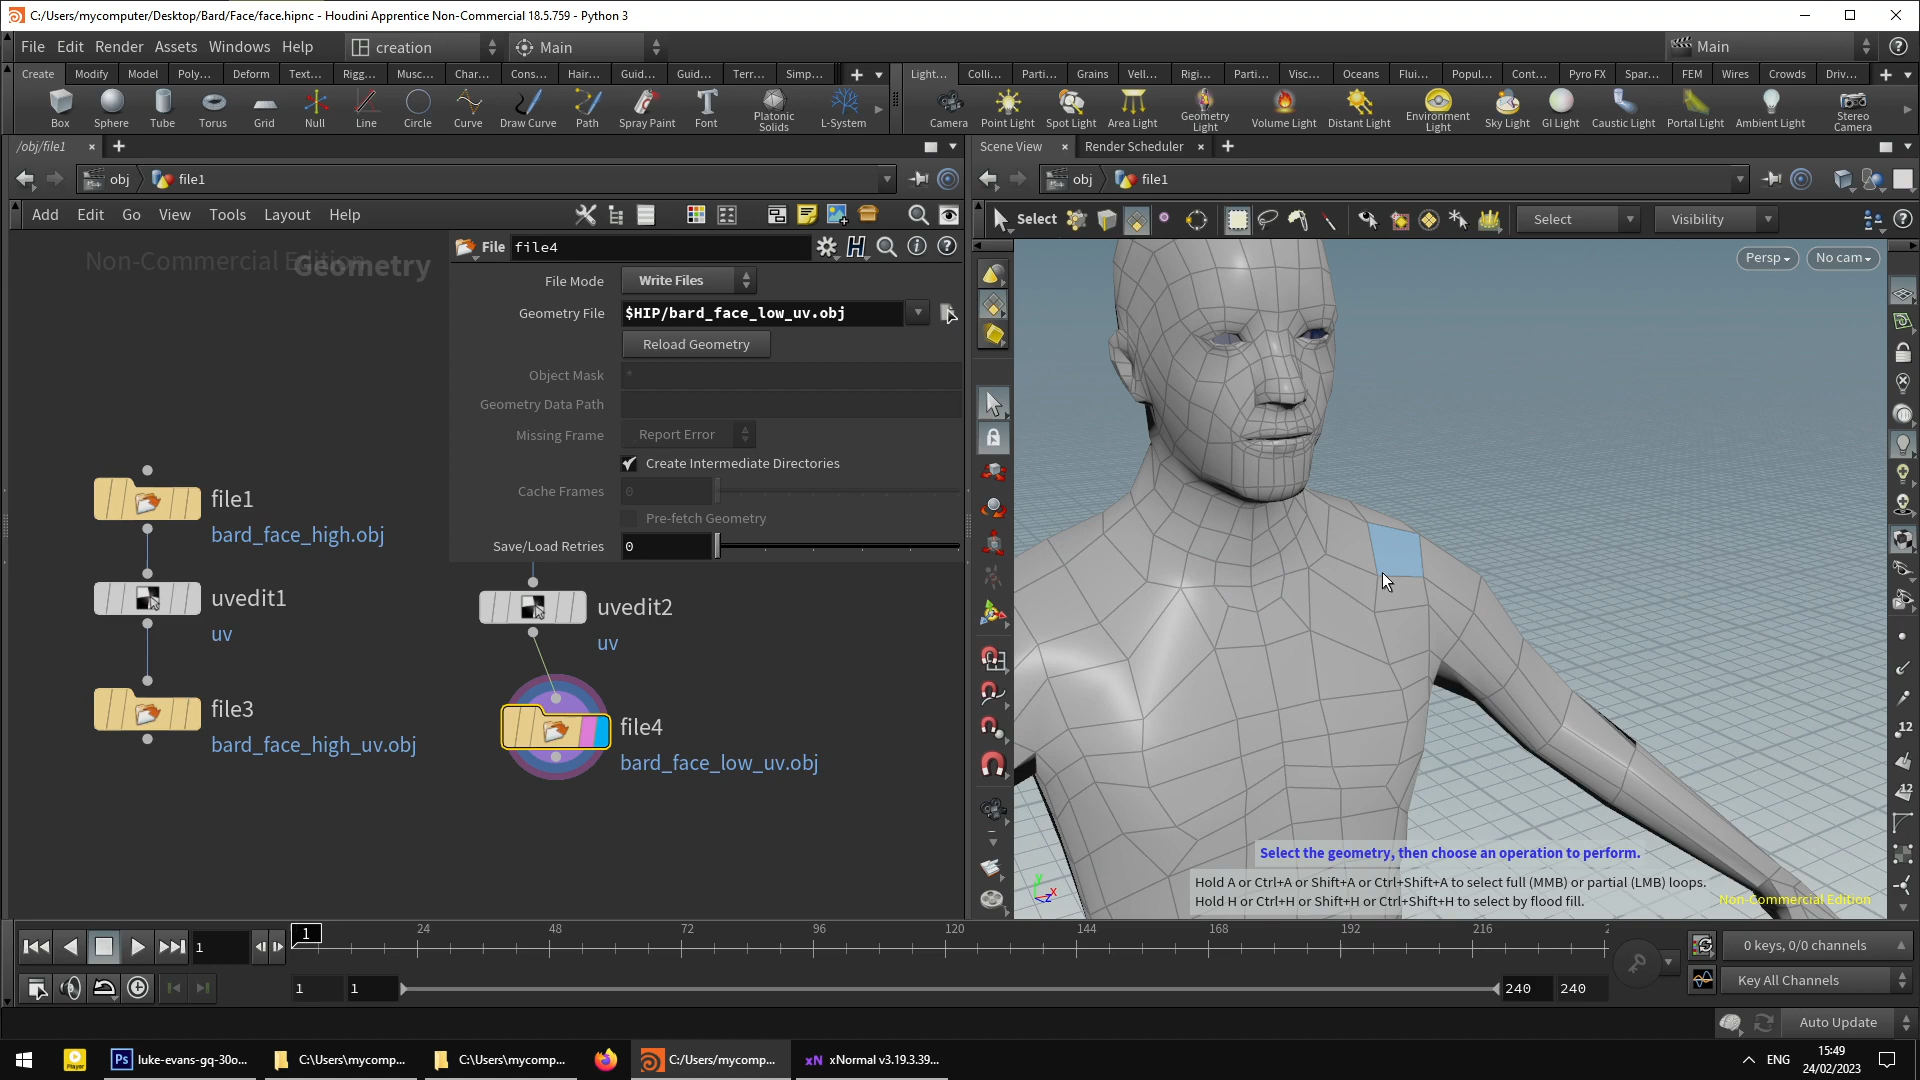 C:/Users/mycomputer/Desktop/Bard/Face/face.hipnc - Houdini Apprentice Non-Commercial 18.5.759 - Python 3
File Edit Render Assets Windows Help creation Main Main
Create Modify Model Poly... Deform Text... Rigg... Musc... Char... Cons... Hair... Guid... Guid... Terr... Simp...
Light... Colli... Parti... Grains Vell... Rigi... Parti... Visc... Oceans Flui... Popul... Cont... Pyro FX Spar... FEM Wires Crowds Driv...
Box Sphere Tube Torus Grid Null Line Circle Curve Draw Curve Path Spray Paint Font Platonic Solids L-System
Camera Point Light Spot Light Area Light Geometry Light Volume Light Distant Light Environment Light Sky Light GI Light Caustic Light Portal Light Ambient Light Stereo Camera
/obj/file1
Scene View Render Scheduler
obj file1
obj file1
Add Edit Go View Tools Layout Help
Select Select Visibility
Non-Commercial Edition
Geometry
File file4
File Mode Write Files
Geometry File $HIP/bard_face_low_uv.obj
Reload Geometry
Object Mask *
Geometry Data Path
Missing Frame Report Error
Create Intermediate Directories
Cache Frames 0
Pre-fetch Geometry
Save/Load Retries 0
file1
bard_face_high.obj
uvedit1
uv
file3
bard_face_high_uv.obj
uvedit2
uv
file4
bard_face_low_uv.obj
Persp No cam
12
12
Select the geometry, then choose an operation to perform.
Hold A or Ctrl+A or Shift+A or Ctrl+Shift+A to select full (MMB) or partial (LMB) loops.
Hold H or Ctrl+H or Shift+H or Ctrl+Shift+H to select by flood fill.
Non-Commercial Edition
y x z
1 1 24 48 72 96 120 144 168 192 216 2
0 keys, 0/0 channels
1 1 240 240
Key All Channels
Auto Update
Player
Ps luke-evans-gq-30o...
C:\Users\mycomp...
C:\Users\mycomp...
C:/Users/mycomp...
xN xNormal v3.19.3.39...
ENG
15:49
24/02/2023